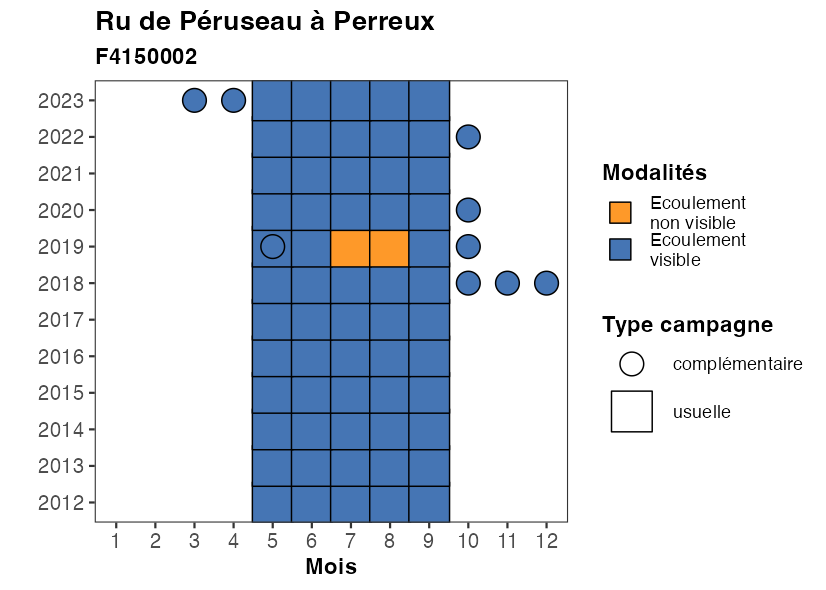 Ru de Péruseau à Perreux
F4150002
2023
2022
2021
2020
2019
2018
2017
2016
2015
2014
2013
2012
1 2 3 4 5 6 7 8 9 10 11 12
Mois
Modalités
Ecoulement
non visible
Ecoulement
visible
Type campagne
complémentaire
usuelle